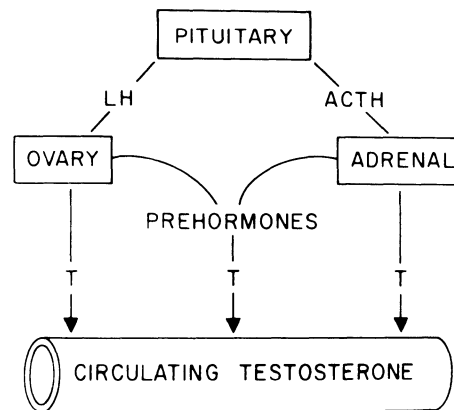 PITUITARY
LH
ACTH
OVARY
ADRENAL
PREHORMONES
T
T
T
CIRCULATING TESTOSTERONE